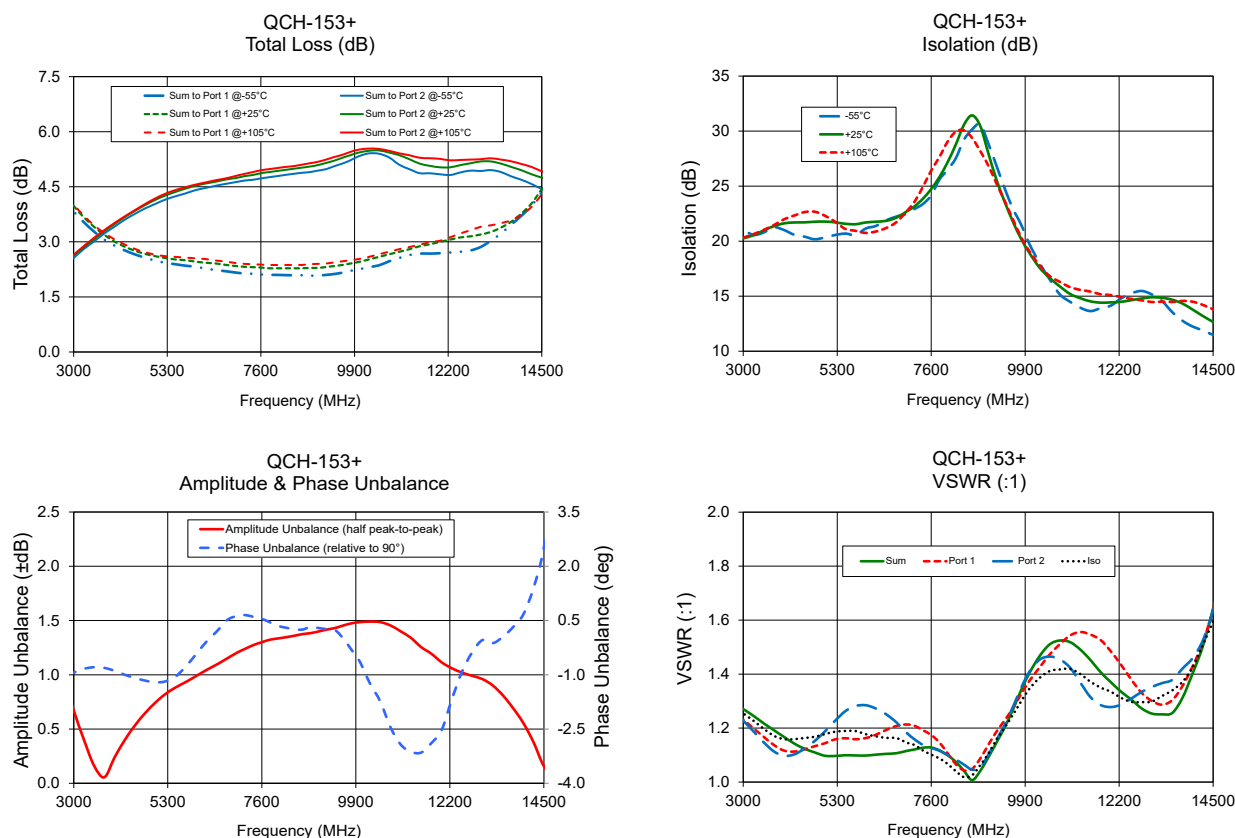 QCH-153+
Total Loss (dB)
Total Loss (dB)
7.5
6.0
4.5
3.0
1.5
0.0
Sum to Port 1 @-55°C
Sum to Port 2 @-55°C
Sum to Port 1 @+25°C
Sum to Port 2 @+25°C
Sum to Port 1 @+105°C
Sum to Port 2 @+105°C
3000 5300 7600 9900 12200 14500
Frequency (MHz)
QCH-153+
Isolation (dB)
Isolation (dB)
35
30
25
20
15
10
-55°C
+25°C
+105°C
3000 5300 7600 9900 12200 14500
Frequency (MHz)
QCH-153+
Amplitude & Phase Unbalance
Amplitude Unbalance (±dB)
2.5
2.0
1.5
1.0
0.5
0.0
Amplitude Unbalance (half peak-to-peak)
Phase Unbalance (relative to 90°)
3.5
2.0
0.5
-1.0
-2.5
-4.0
Phase Unbalance (deg)
3000 5300 7600 9900 12200 14500
Frequency (MHz)
QCH-153+
VSWR (:1)
VSWR (:1)
2.0
1.8
1.6
1.4
1.2
1.0
Sum Port 1 Port 2 Iso
3000 5300 7600 9900 12200 14500
Frequency (MHz)